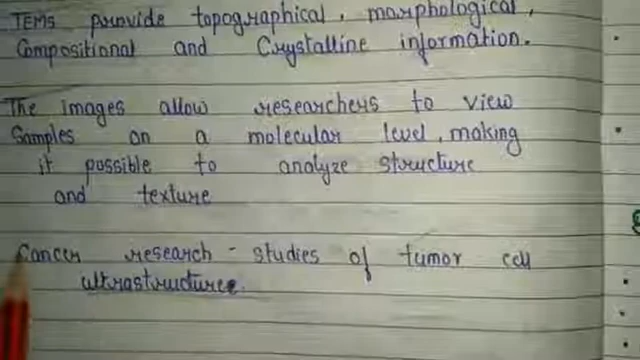 TEMs provide topographical, morphological,
Compositional and Crystalline information.
The images allow researchers to view
Samples on a molecular level, making
it possible to analyze structure
and texture
Cancer research - studies of tumor cell
ultrastructure.